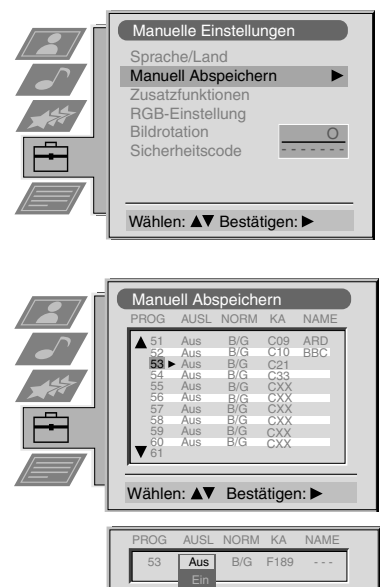 Manuelle Einstellungen
Sprache/Land
Manuell Abspeichern ▶
Zusatzfunktionen
RGB-Einstellung
Bildrotation O
Sicherheitscode - - - - - - -
Wählen: ▲▼ Bestätigen: ▶
Manuell Abspeichern
PROG AUSL NORM KA NAME
▲ 51 Aus B/G C09 ARD
52 Aus B/G C10 BBC
53 ▶ Aus B/G C21
54 Aus B/G C33
55 Aus B/G CXX
56 Aus B/G CXX
57 Aus B/G CXX
58 Aus B/G CXX
59 Aus B/G CXX
60 Aus B/G CXX
▼ 61
Wählen: ▲▼ Bestätigen: ▶
PROG AUSL NORM KA NAME
53 Aus B/G F189 - - -
Ein